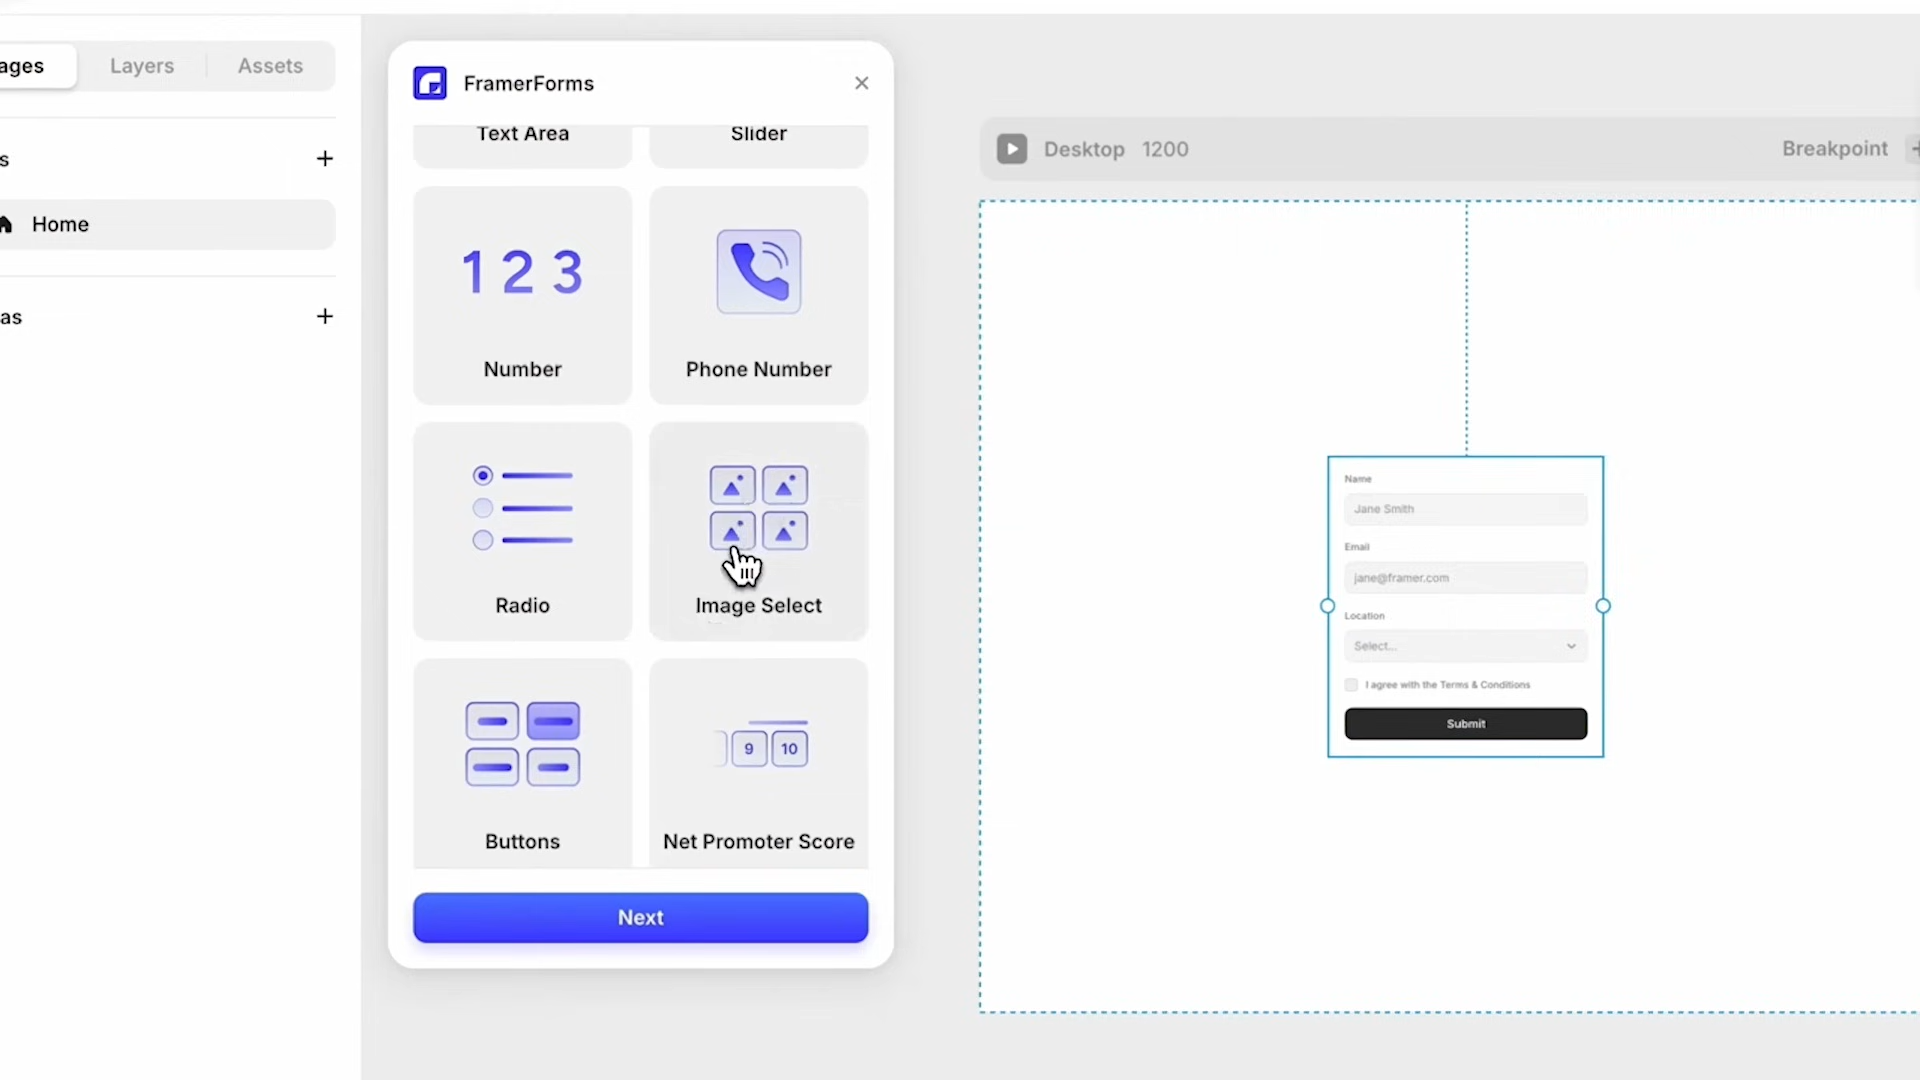 ages
Layers
Assets
s
Home
as
FramerForms
Text Area
Slider
1 2 3
Number
Phone Number
Radio
Image Select
Buttons
9
10
Net Promoter Score
Next
Desktop 1200
Breakpoint
Name
Jane Smith
Email
jane@framer.com
Location
Select...
I agree with the Terms & Conditions
Submit